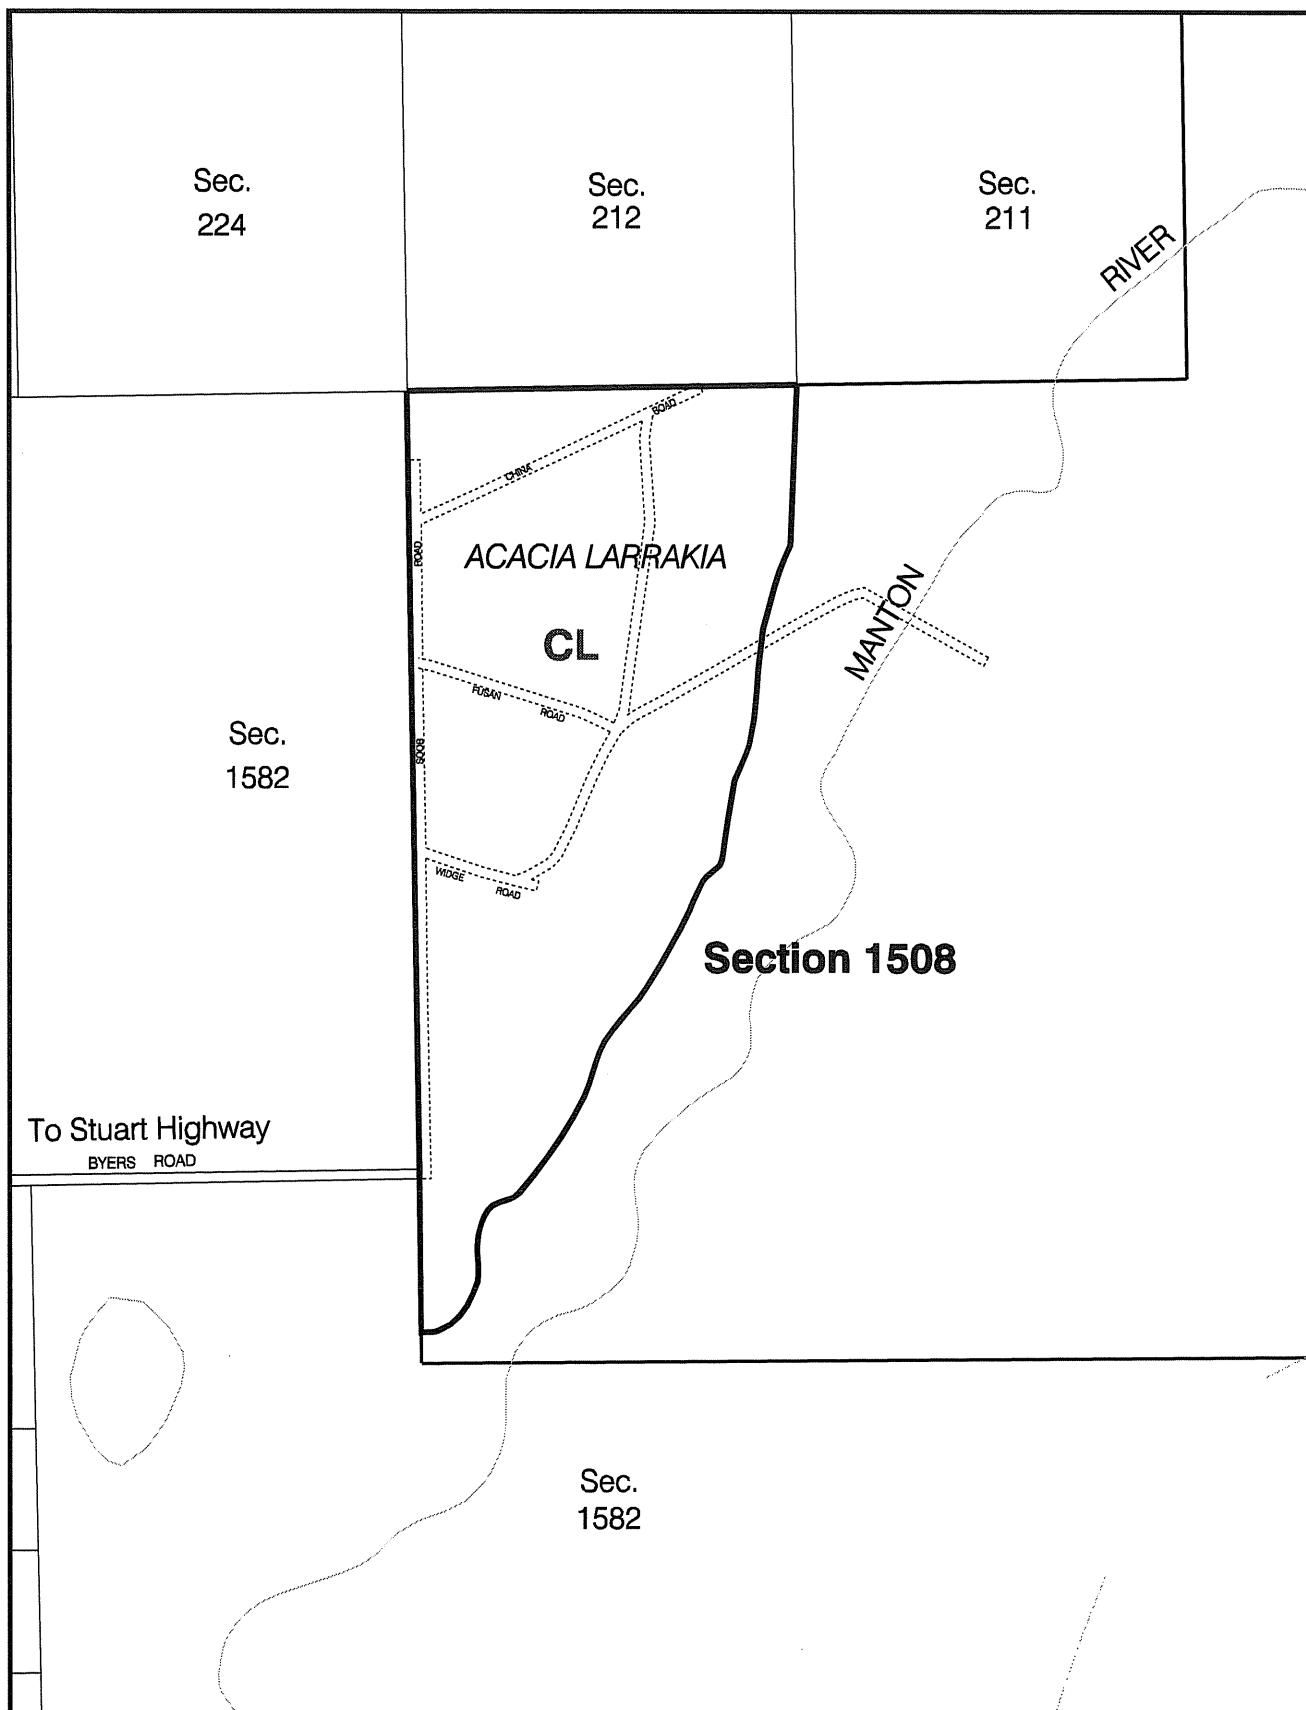 Sec.
224
Sec.
212
Sec.
211
RIVER
ROAD
CHINA
ROAD
ACACIA LARRAKIA
MANTON
CL
FUSAN
ROAD
Sec.
1582
WIDGE
ROAD
Section 1508
To Stuart Highway
BYERS ROAD
Sec.
1582